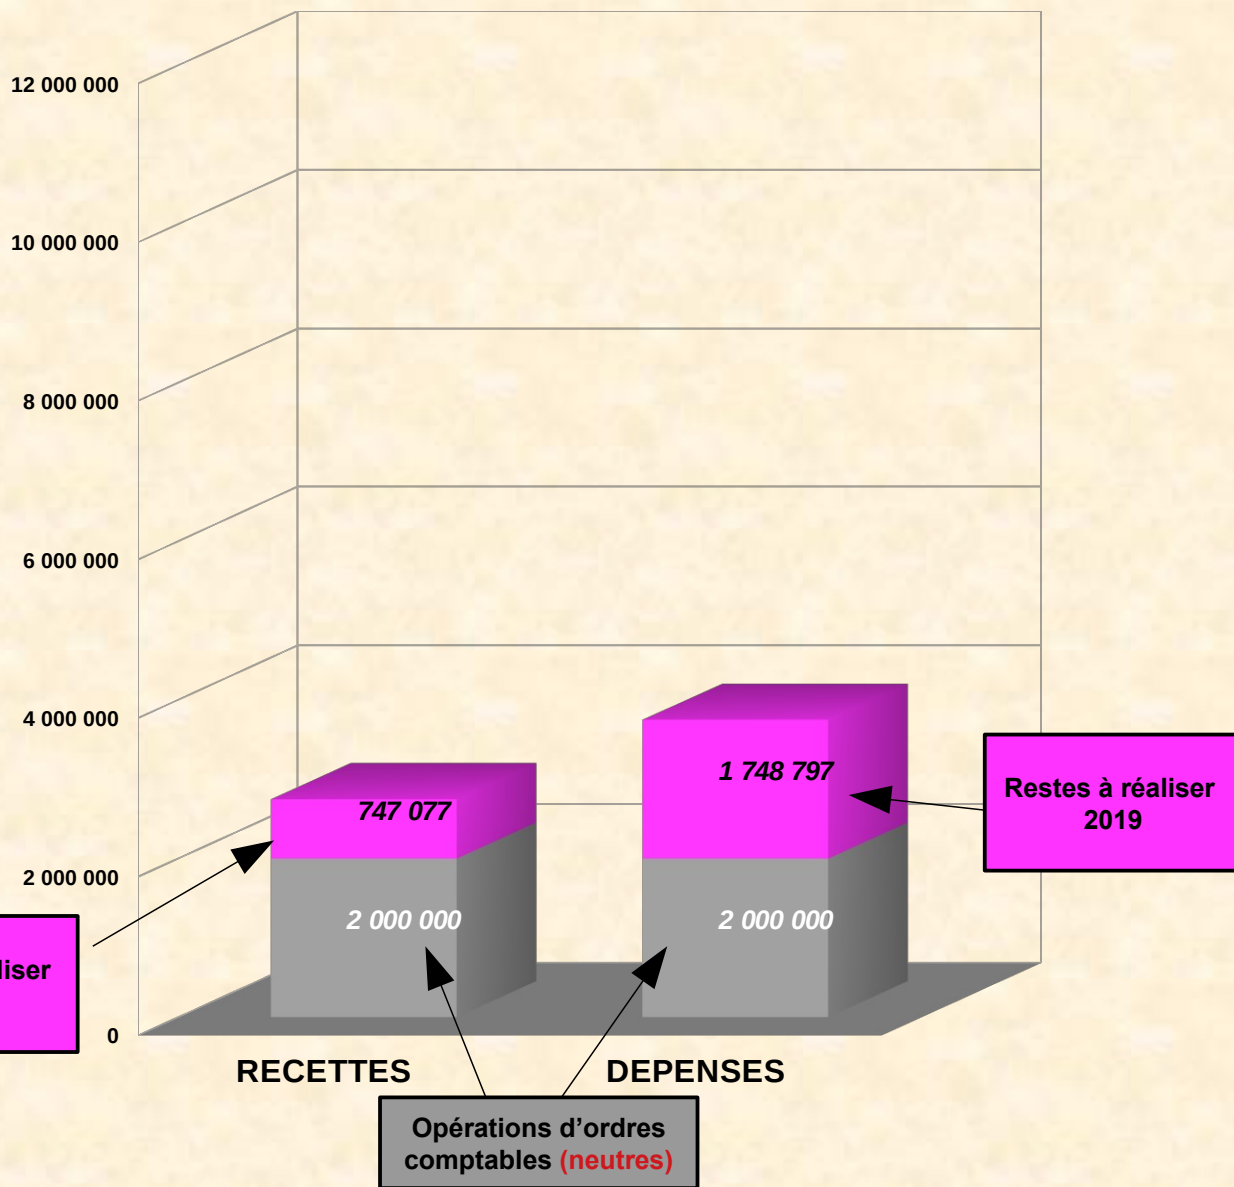 12 000 000
10 000 000
8 000 000
6 000 000
4 000 000
2 000 000
0
747 077
1 748 797
2 000 000
2 000 000
Restes à réaliser
2019
liser
RECETTES
DEPENSES
Opérations d’ordres
comptables (neutres)